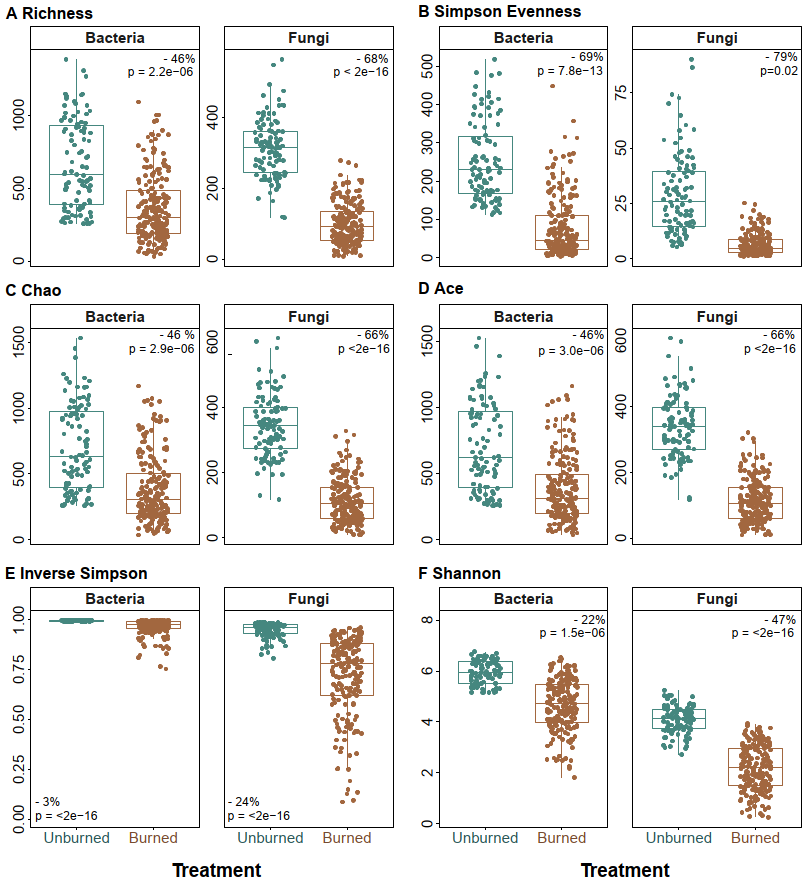 A Richness
Bacteria
Fungi
- 46%
p = 2.2e−06
- 68%
p < 2e−16
0
500
1000
0
200
400
B Simpson Evenness
Bacteria
Fungi
- 69%
p = 7.8e−13
- 79%
p=0.02
0
100
200
300
400
500
0
25
50
75
C Chao
Bacteria
Fungi
- 46 %
p = 2.9e−06
- 66%
p <2e−16
0
500
1000
1500
0
200
400
600
D Ace
Bacteria
Fungi
- 46%
p = 3.0e−06
- 66%
p <2e−16
0
500
1000
1500
0
200
400
600
E Inverse Simpson
Bacteria
Fungi
- 3%
p = <2e−16
- 24%
p = <2e−16
0.00
0.25
0.50
0.75
1.00
Unburned Burned
Unburned Burned
Treatment
F Shannon
Bacteria
Fungi
- 22%
p = 1.5e−06
- 47%
p = <2e−16
0
2
4
6
8
Unburned Burned
Unburned Burned
Treatment